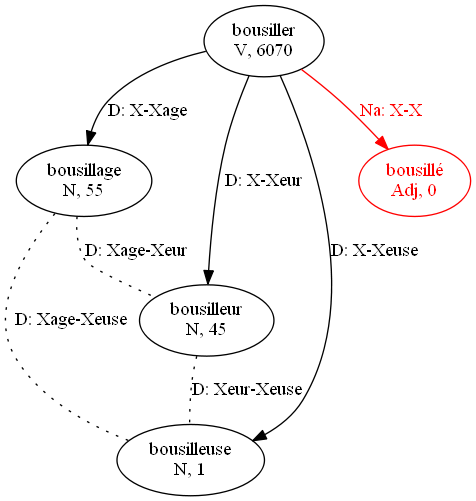 bousiller
V, 6070
D: X-Xage
Na: X-X
bousillage
N, 55
bousillé
Adj, 0
D: X-Xeur
D: Xage-Xeur
D: X-Xeuse
bousilleur
N, 45
D: Xage-Xeuse
D: Xeur-Xeuse
bousilleuse
N, 1